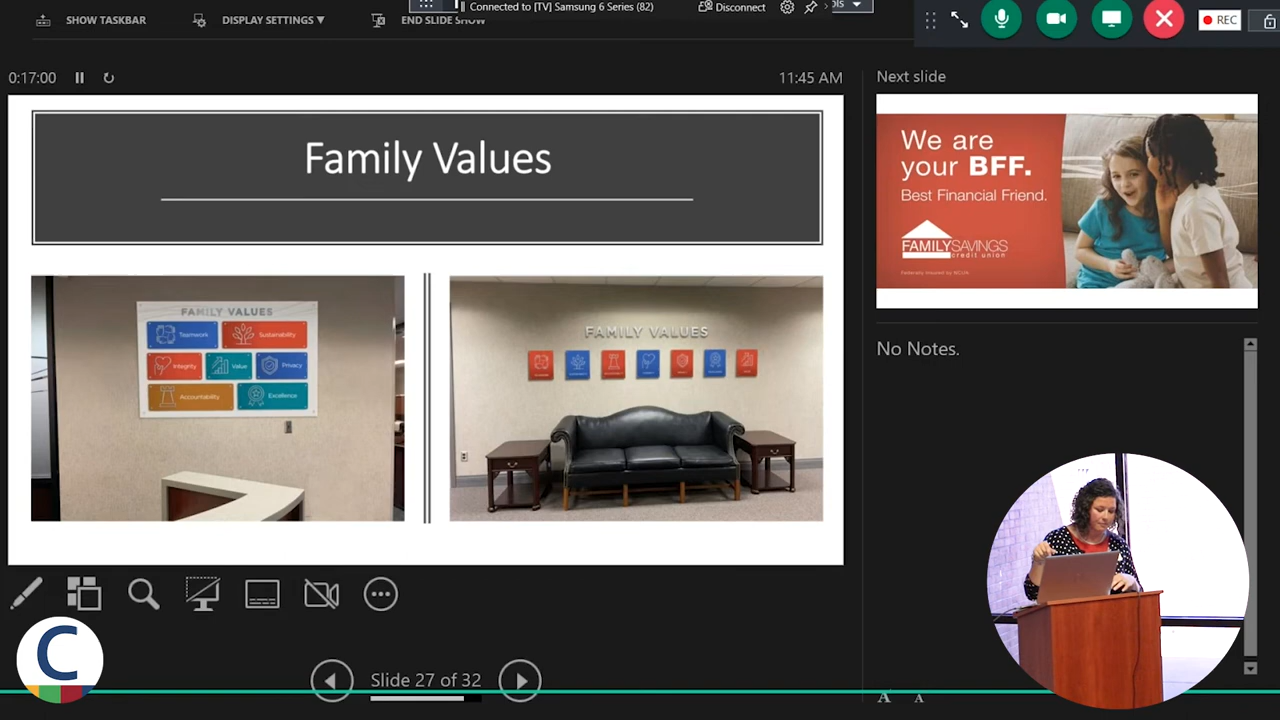 SHOW TASKBAR
DISPLAY SETTINGS ▼
END SLIDE SHOW
Connected to [TV] Samsung 6 Series (82)
Disconnect
REC
0:17:00
11:45 AM
Next slide
Family Values
FAMILY VALUES
Teamwork
Sustainability
Integrity
Value
Privacy
Accountability
Excellence
FAMILY VALUES
We are
your BFF.
Best Financial Friend.
FAMILYSAVINGS
credit union
Federally insured by NCUA
No Notes.
Slide 27 of 32
A A
C